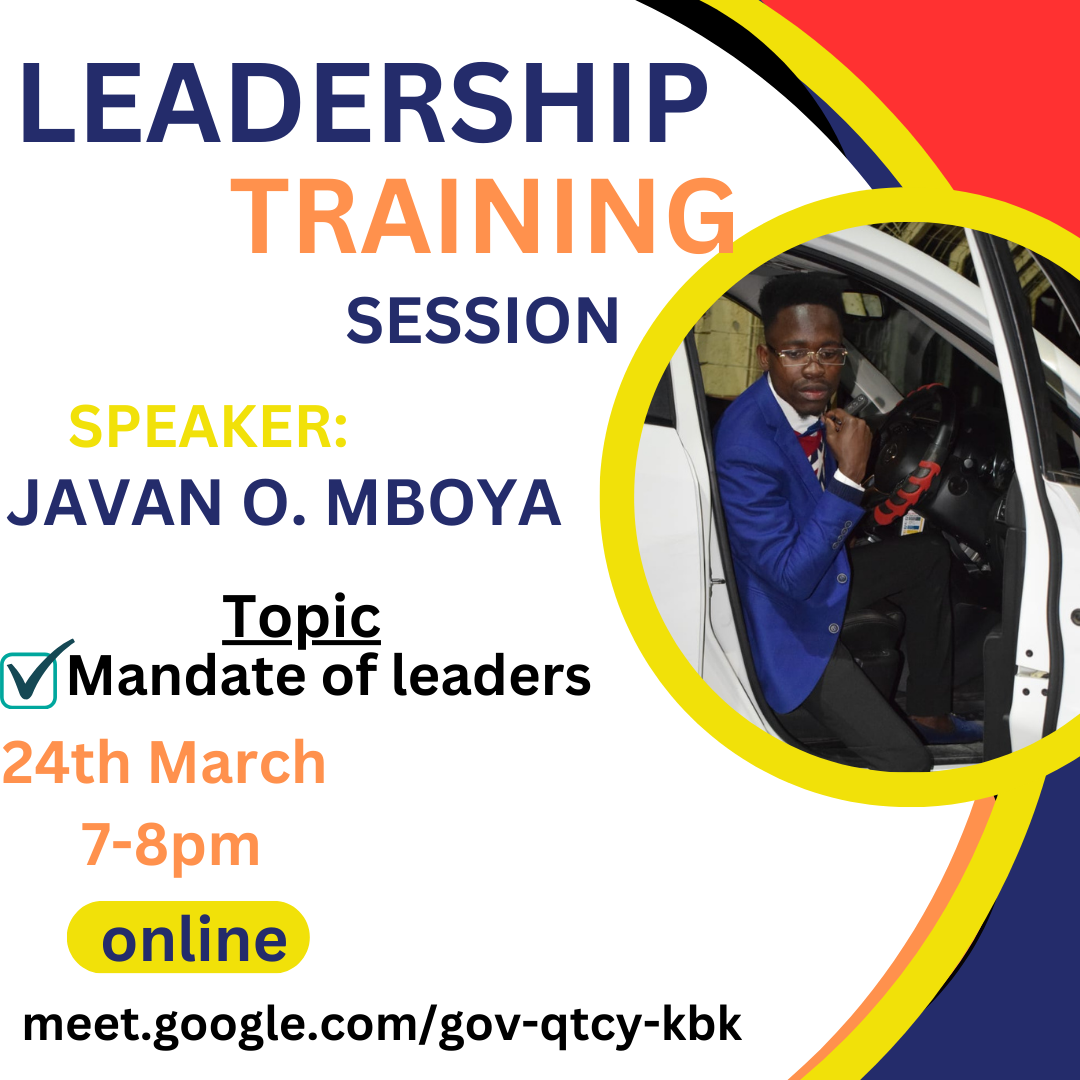 LEADERSHIP
TRAINING
SESSION
SPEAKER:
JAVAN O. MBOYA
Topic
Mandate of leaders
24th March
7-8pm
online
meet.google.com/gov-qtcy-kbk